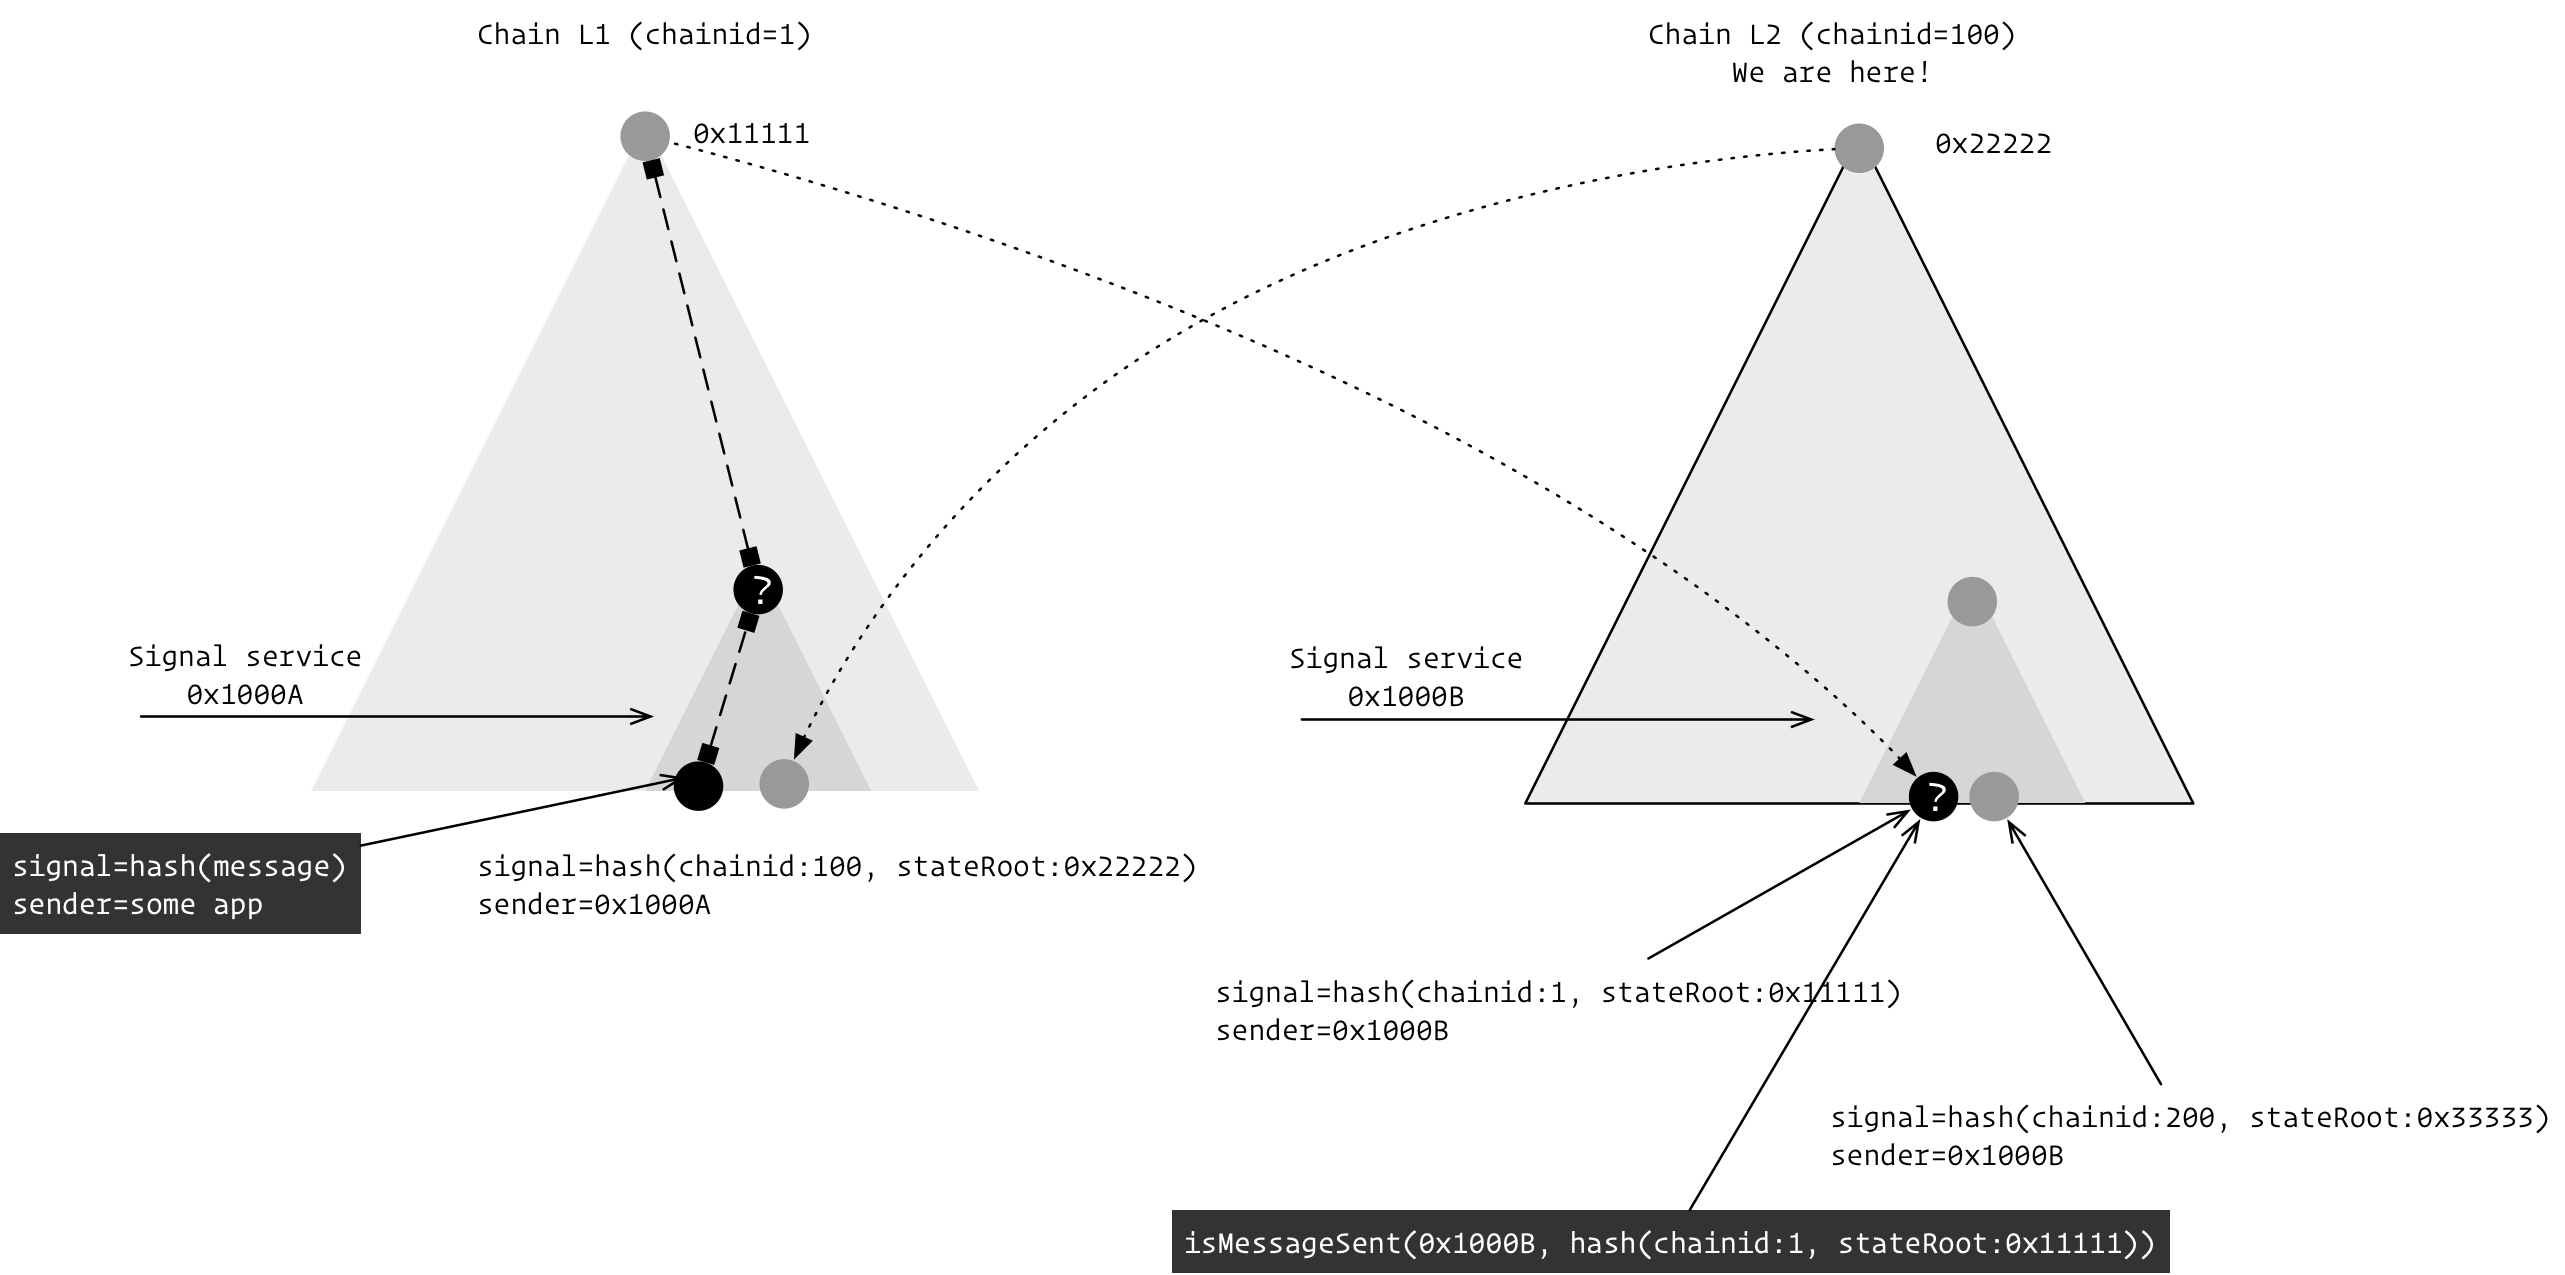 Chain L1 (chainid=1)
Chain L2 (chainid=100)
We are here!
0x11111
0x22222
?
Signal service
0x1000A
Signal service
0x1000B
?
signal=hash(message)
sender=some app
signal=hash(chainid:100, stateRoot:0x22222)
sender=0x1000A
signal=hash(chainid:1, stateRoot:0x11111)
sender=0x1000B
signal=hash(chainid:200, stateRoot:0x33333)
sender=0x1000B
isMessageSent(0x1000B, hash(chainid:1, stateRoot:0x11111))